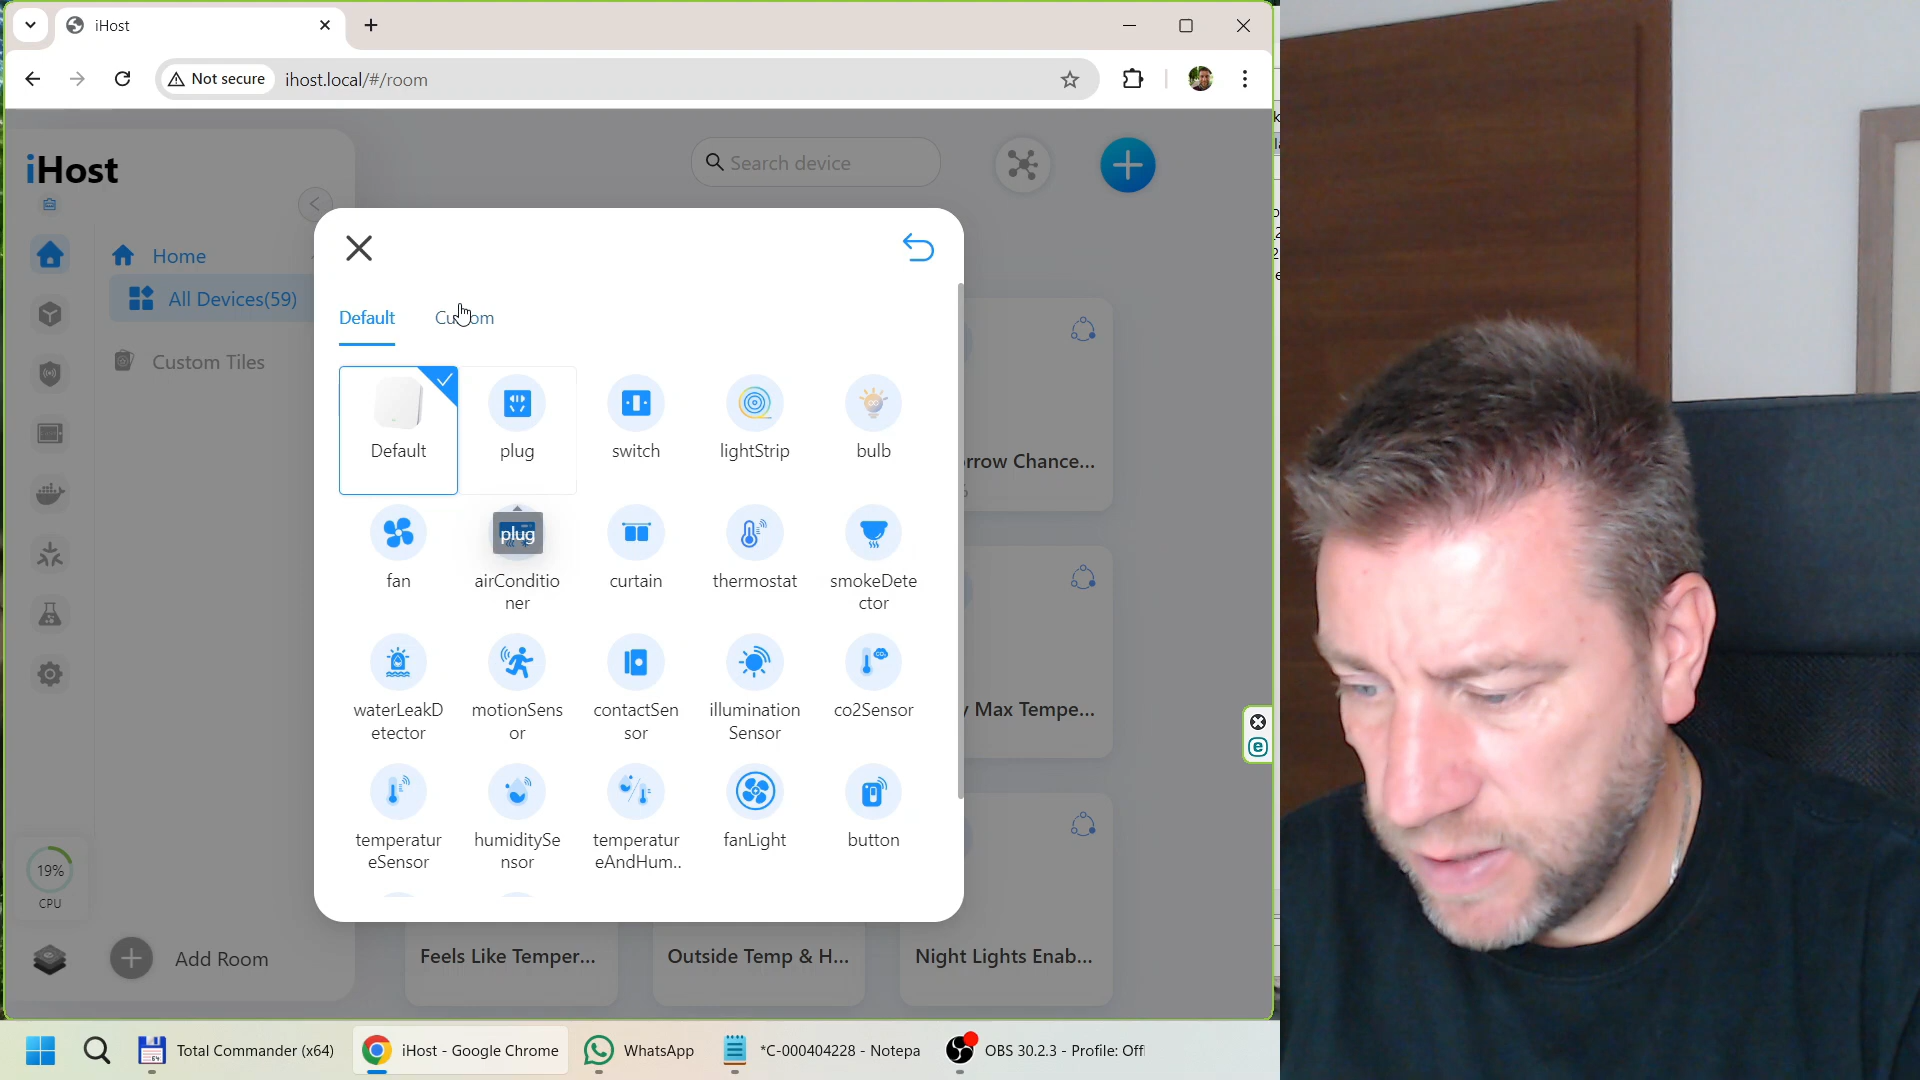 iHost
Not secure
ihost.local/#/room
iHost
Search device
Home
All Devices(59)
Custom Tiles
Default
Default
plug
switch
lightStrip
bulb
plug
fan
airConditio
ner
curtain
thermostat
smokeDete
ctor
waterLeakD
etector
motionSens
or
contactSen
sor
illumination
Sensor
co2Sensor
temperatur
eSensor
humiditySe
nsor
temperatur
eAndHum..
fanLight
button
rrow Chance...
Max Tempe...
Feels Like Temper...
Outside Temp & H...
Night Lights Enab...
19%
CPU
Add Room
Total Commander (x64)
iHost - Google Chrome
WhatsApp
*C-000404228 - Notepa
OBS 30.2.3 - Profile: Off